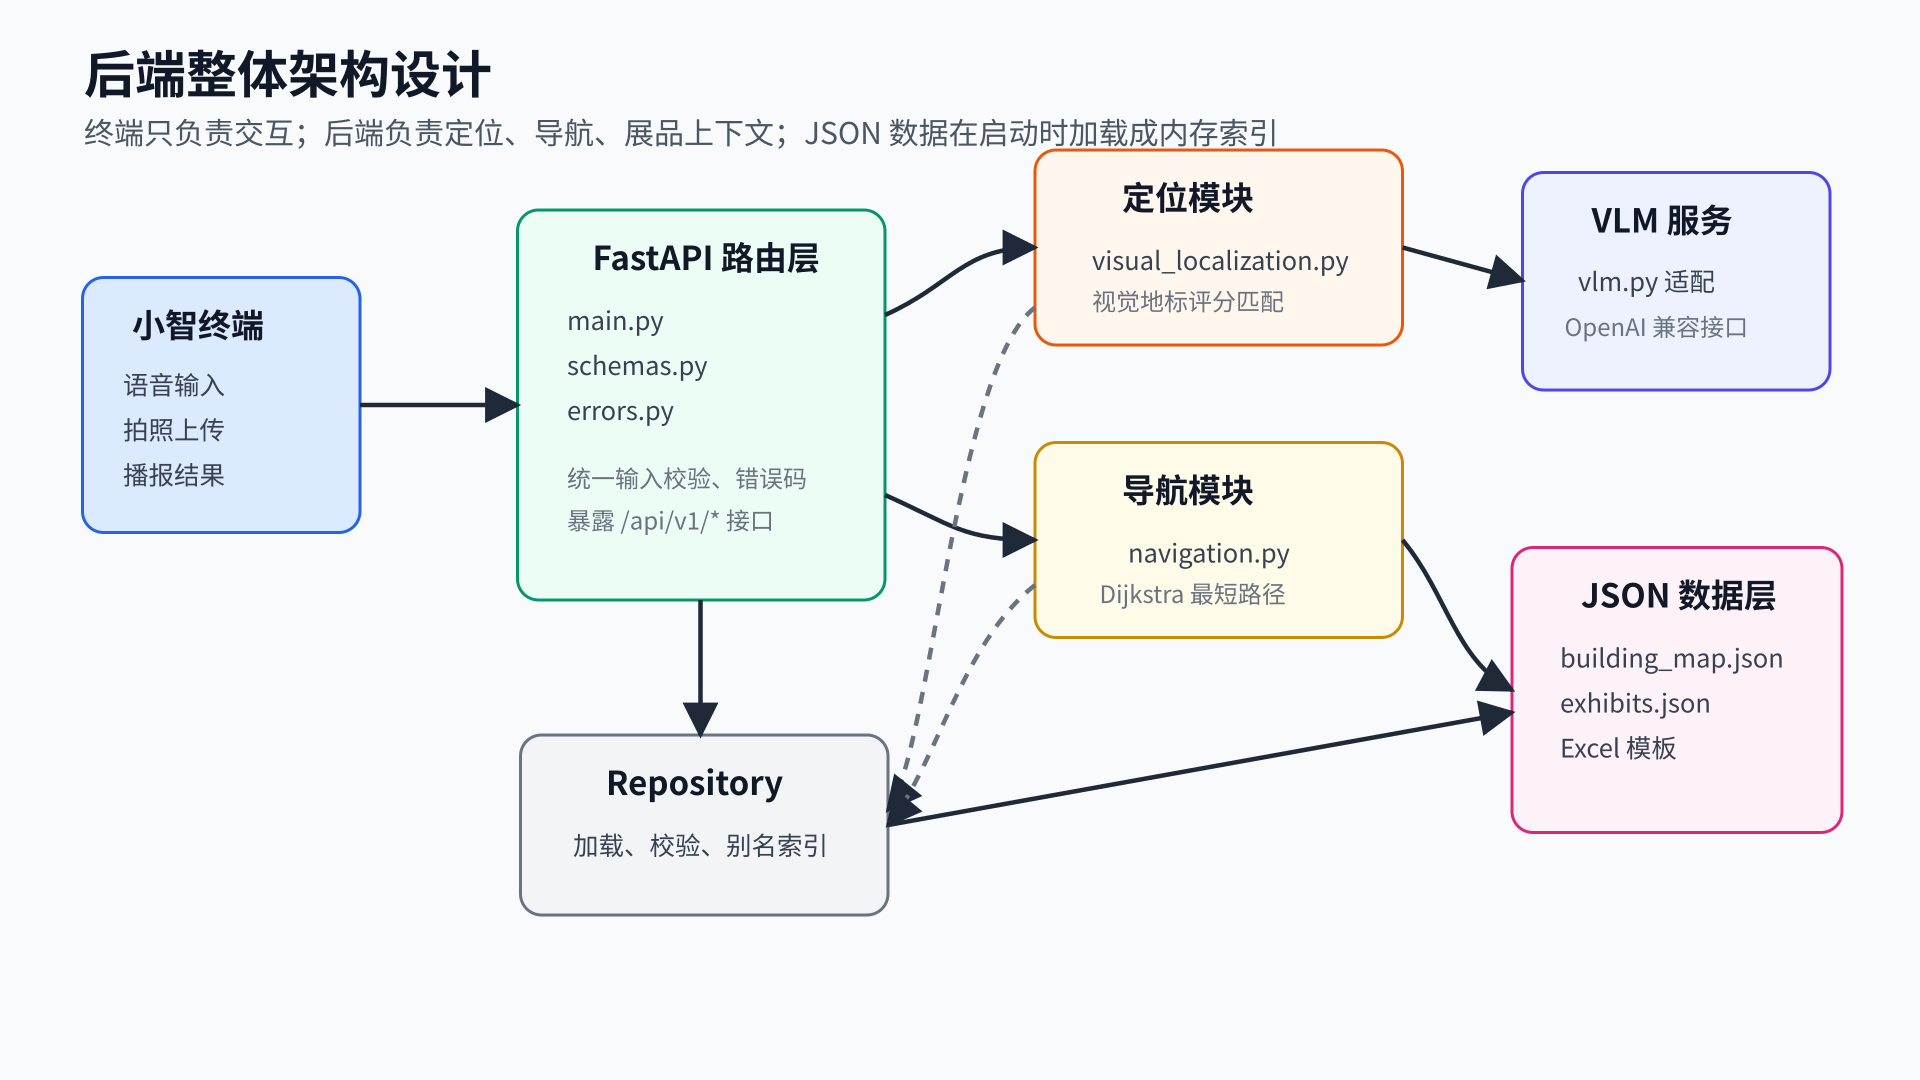 后端整体架构设计
终端只负责交互；后端负责定位、导航、展品上下文；JSON 数据在启动时加载成内存索引
小智终端
语音输入
拍照上传
播报结果
FastAPI 路由层
main.py
schemas.py
errors.py
统一输入校验、错误码
暴露 /api/v1/* 接口
定位模块
visual_localization.py
视觉地标评分匹配
VLM 服务
vlm.py 适配
OpenAI 兼容接口
导航模块
navigation.py
Dijkstra 最短路径
JSON 数据层
building_map.json
exhibits.json
Excel 模板
Repository
加载、校验、别名索引